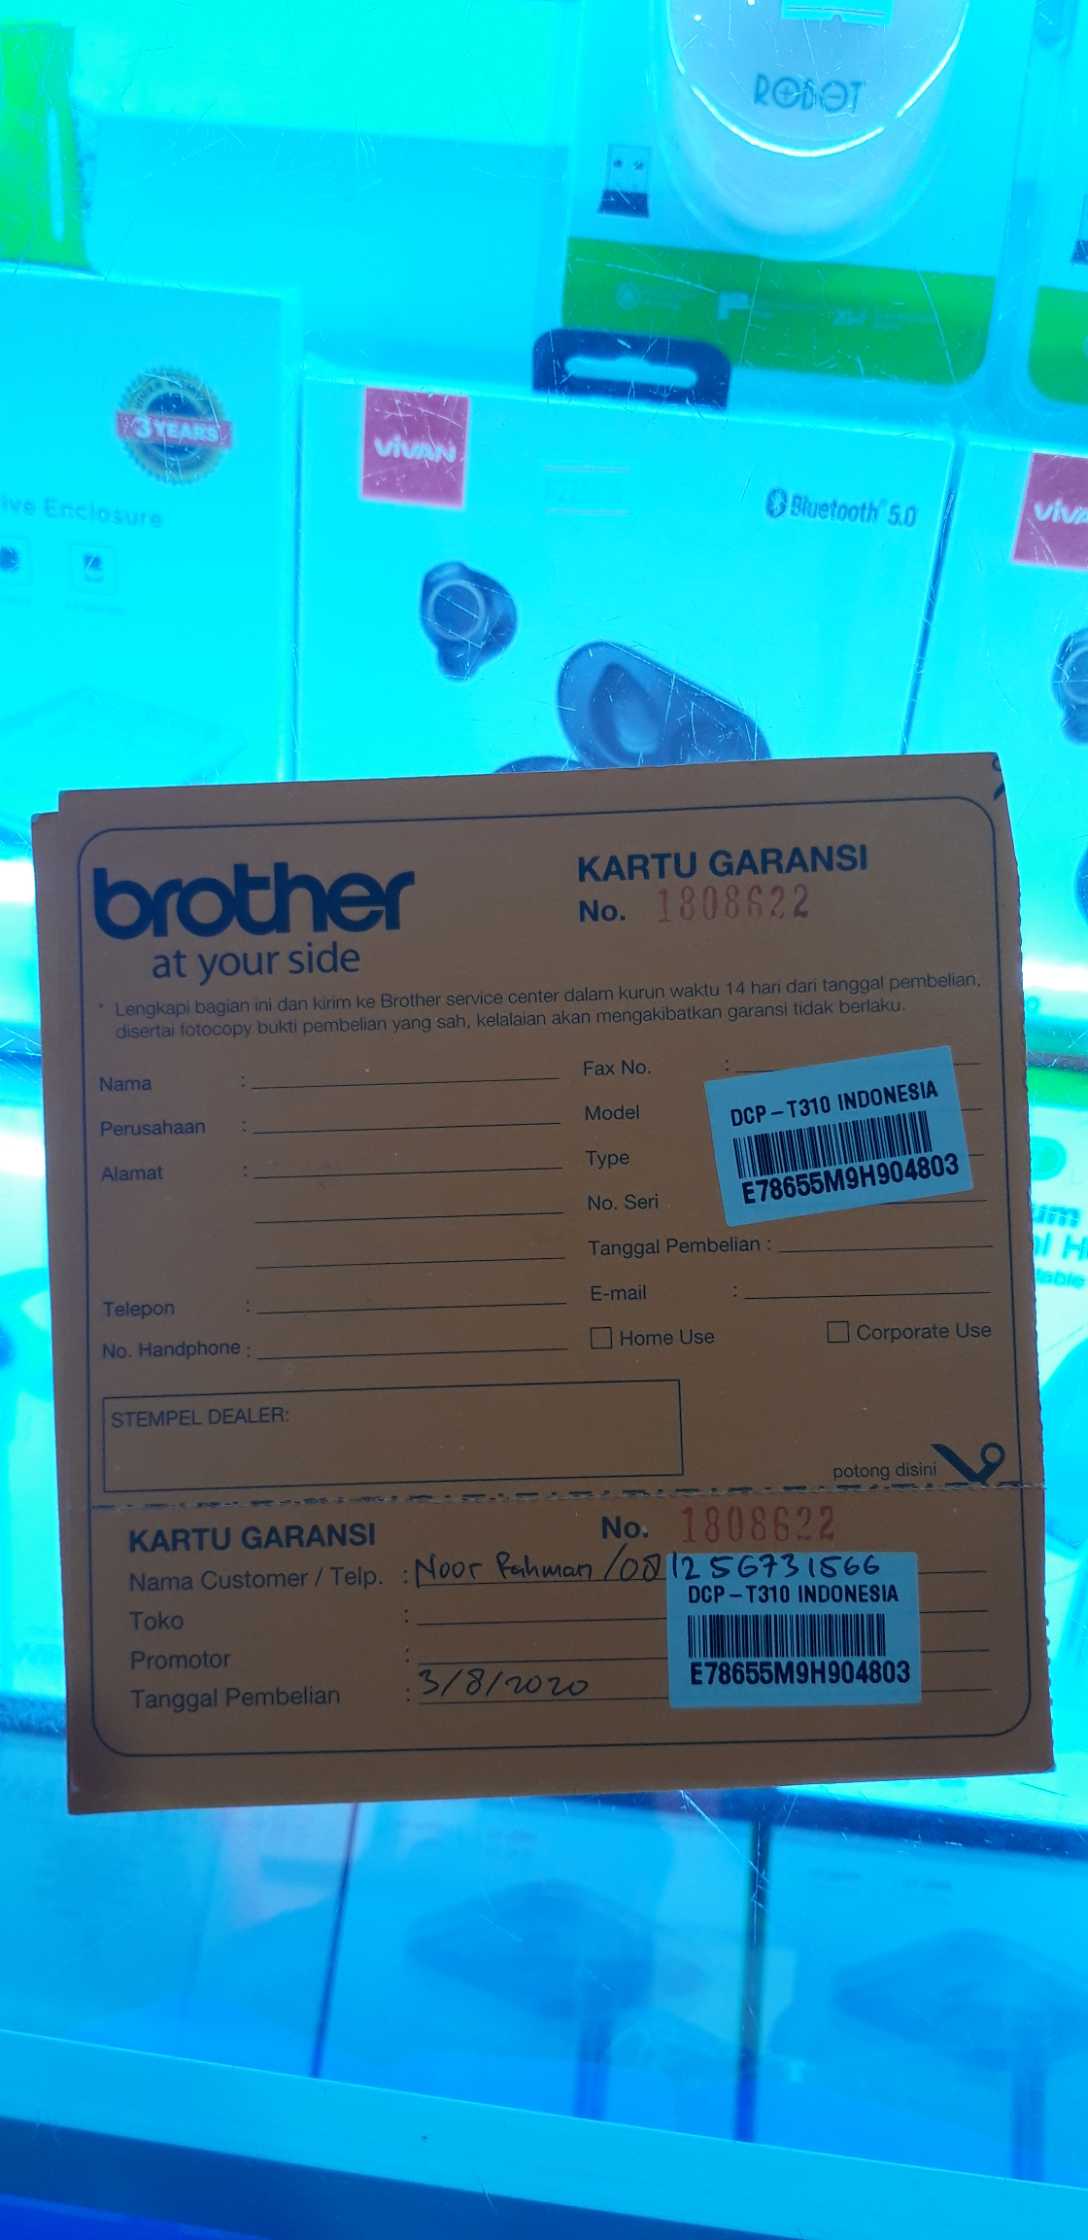 ROBOT
3 YEARS
ive Enclosure
ViVAN
Bluetooth® 5.0
viva
brother
at your side
KARTU GARANSI
No. 1808622
* Lengkapi bagian ini dan kirim ke Brother service center dalam kurun waktu 14 hari dari tanggal pembelian,
disertai fotocopy bukti pembelian yang sah, kelalaian akan mengakibatkan garansi tidak berlaku.
Nama :
Perusahaan :
Alamat :
Telepon :
No. Handphone :
Fax No. :
Model
Type
No. Seri
DCP-T310 INDONESIA
E78655M9H904803
Tanggal Pembelian :
E-mail :
Home Use
Corporate Use
STEMPEL DEALER:
potong disini
KARTU GARANSI No. 1808622
Nama Customer / Telp. : Noor Rahman /081256731566
Toko :
Promotor :
Tanggal Pembelian : 3/8/2020
DCP-T310 INDONESIA
E78655M9H904803